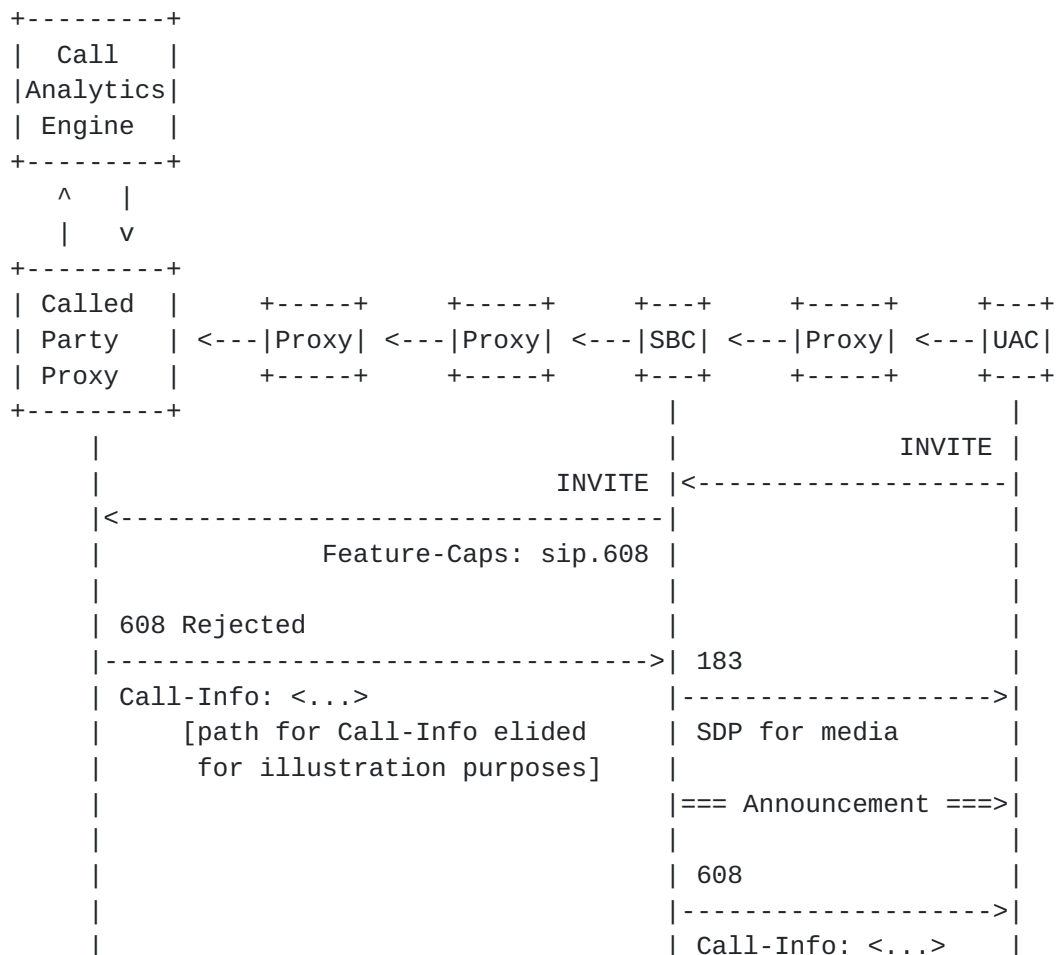 +---------+
|  Call   |
|Analytics|
| Engine  |
+---------+
   ^   |
   |   v
+---------+
| Called  |     +-----+     +-----+     +---+     +-----+     +---+
| Party   | <---|Proxy| <---|Proxy| <---|SBC| <---|Proxy| <---|UAC|
| Proxy   |     +-----+     +-----+     +---+     +-----+     +---+
+---------+                               |                     |
     |                                    |              INVITE |
     |                             INVITE |<--------------------|
     |<-----------------------------------|                     |
     |              Feature-Caps: sip.608 |                     |
     |                                    |                     |
     | 608 Rejected                       |                     |
     |----------------------------------->| 183                 |
     | Call-Info: <...>                   |-------------------->|
     |     [path for Call-Info elided     | SDP for media       |
     |      for illustration purposes]    |                     |
     |                                    |=== Announcement ===>|
     |                                    |                     |
     |                                    | 608                 |
     |                                    |-------------------->|
     |                                    | Call-Info: <...>    |